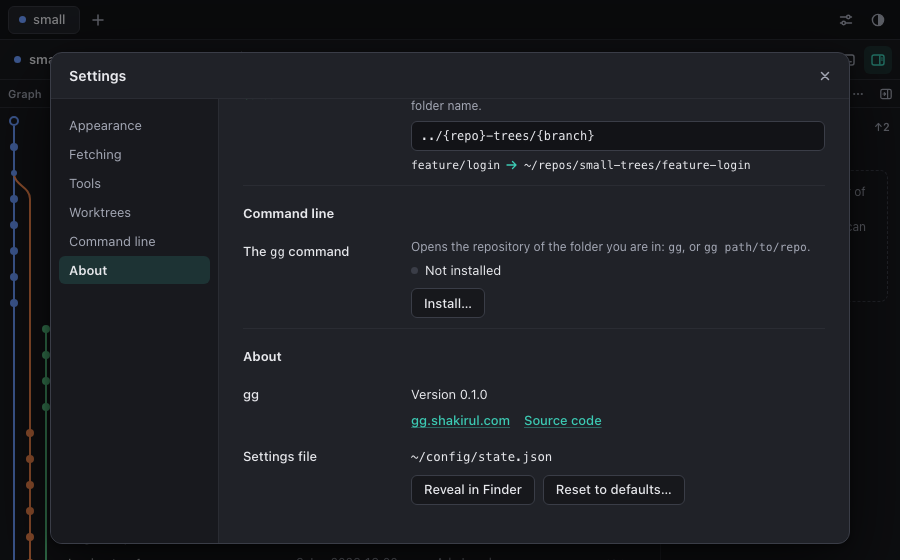 small
Settings
Graph
↑2
folder name.
Appearance
../{repo}-trees/{branch}
Fetching
feature/login → ~/repos/small-trees/feature-login
Tools
Worktrees
Command line
Command line
The gg command
Opens the repository of the folder you are in: gg, or gg path/to/repo.
About
Not installed
Install...
About
gg
Version 0.1.0
gg.shakirul.com
Source code
Settings file
~/config/state.json
Reveal in Finder
Reset to defaults...
of
can